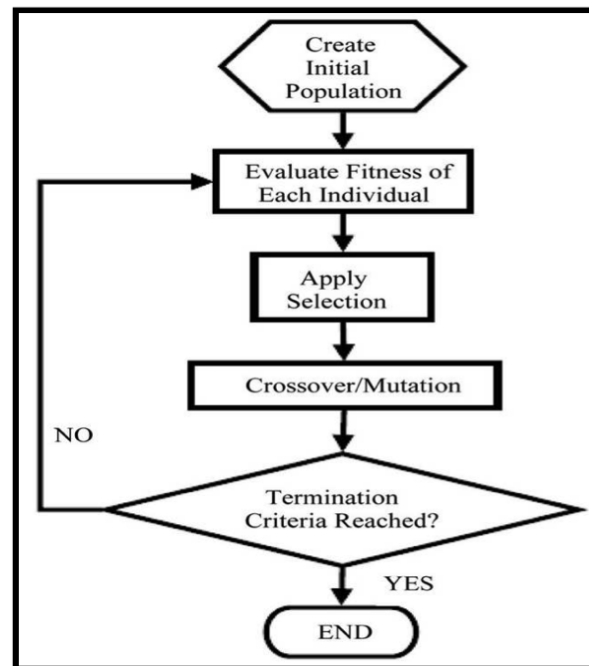 Create
Initial
Population
Evaluate Fitness of
Each Individual
Apply
Selection
Crossover/Mutation
NO
Termination
Criteria Reached?
YES
END